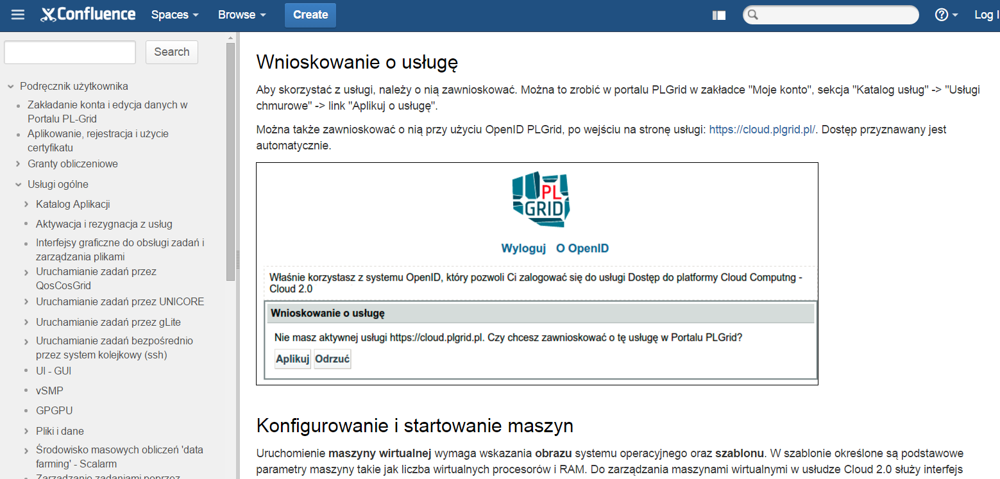 Confluence Spaces Browse Create Log I
Search
Podręcznik użytkownika
Zakładanie konta i edycja danych w
Portalu PL-Grid
Aplikowanie, rejestracja i użycie
certyfikatu
Granty obliczeniowe
Usługi ogólne
Katalog Aplikacji
Aktywacja i rezygnacja z usług
Interfejsy graficzne do obsługi zadań i
zarządzania plikami
Uruchamianie zadań przez
QosCosGrid
Uruchamianie zadań przez UNICORE
Uruchamianie zadań przez gLite
Uruchamianie zadań bezpośrednio
przez system kolejkowy (ssh)
UI - GUI
vSMP
GPGPU
Pliki i dane
Środowisko masowych obliczeń 'data
farming' - Scalarm
Zarządzanie zadaniami poprzez
Wnioskowanie o usługę
Aby skorzystać z usługi, należy o nią zawnioskować. Można to zrobić w portalu PLGrid w zakładce "Moje konto", sekcja "Katalog usług" -> "Usługi
chmurowe" -> link "Aplikuj o usługę".
Można także zawnioskować o nią przy użyciu OpenID PLGrid, po wejściu na stronę usługi: https://cloud.plgrid.pl/. Dostęp przyznawany jest
automatycznie.
PL
GRID
Wyloguj O OpenID
Właśnie korzystasz z systemu OpenID, który pozwoli Ci zalogować się do usługi Dostęp do platformy Cloud Computng -
Cloud 2.0
Wnioskowanie o usługę
Nie masz aktywnej usługi https://cloud.plgrid.pl. Czy chcesz zawnioskować o tę usługę w Portalu PLGrid?
Aplikuj Odrzuć
Konfigurowanie i startowanie maszyn
Uruchomienie maszyny wirtualnej wymaga wskazania obrazu systemu operacyjnego oraz szablonu. W szablonie określone są podstawowe
parametry maszyny takie jak liczba wirtualnych procesorów i RAM. Do zarządzania maszynami wirtualnymi w usłudze Cloud 2.0 służy interfejs